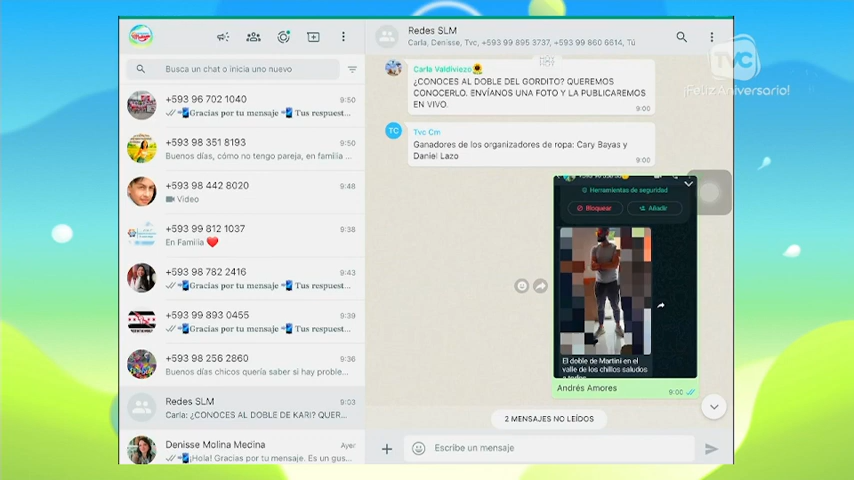 Redes SLM
Carla, Denisse, Tvc, +593 99 895 3737, +593 99 860 6614, Tú
TVC
¡Feliz Aniversario!
Busca un chat o inicia uno nuevo
+593 96 702 1040
9:50
Gracias por tu mensaje Tus respuest...
+593 98 351 8193
9:50
Buenos días, cómo no tengo pareja, en familia ...
+593 98 442 8020
9:48
Video
+593 99 812 1037
9:38
En Familia
+593 98 782 2416
9:43
Gracias por tu mensaje Tus respuest...
+593 99 893 0455
9:39
Gracias por tu mensaje Tus respuest...
+593 98 256 2860
9:36
Buenos días chicos quería saber si hay proble...
Redes SLM
9:03
Carla: ¿CONOCES AL DOBLE DE KARI? QUER...
Denisse Molina Medina
Ayer
¡Hola! Gracias por tu mensaje. Es un gus...
Carla Valdiviezo
¿CONOCES AL DOBLE DEL GORDITO? QUEREMOS
CONOCERLO. ENVÍANOS UNA FOTO Y LA PUBLICAREMOS
EN VIVO.
9:00
TC
Tvc Cm
Ganadores de los organizadores de ropa: Cary Bayas y
Daniel Lazo
9:00
Herramientas de seguridad
Bloquear
Añadir
El doble de Martini en el
valle de los chillos saludos
a todos
Andrés Amores
9:00
2 MENSAJES NO LEÍDOS
Escribe un mensaje